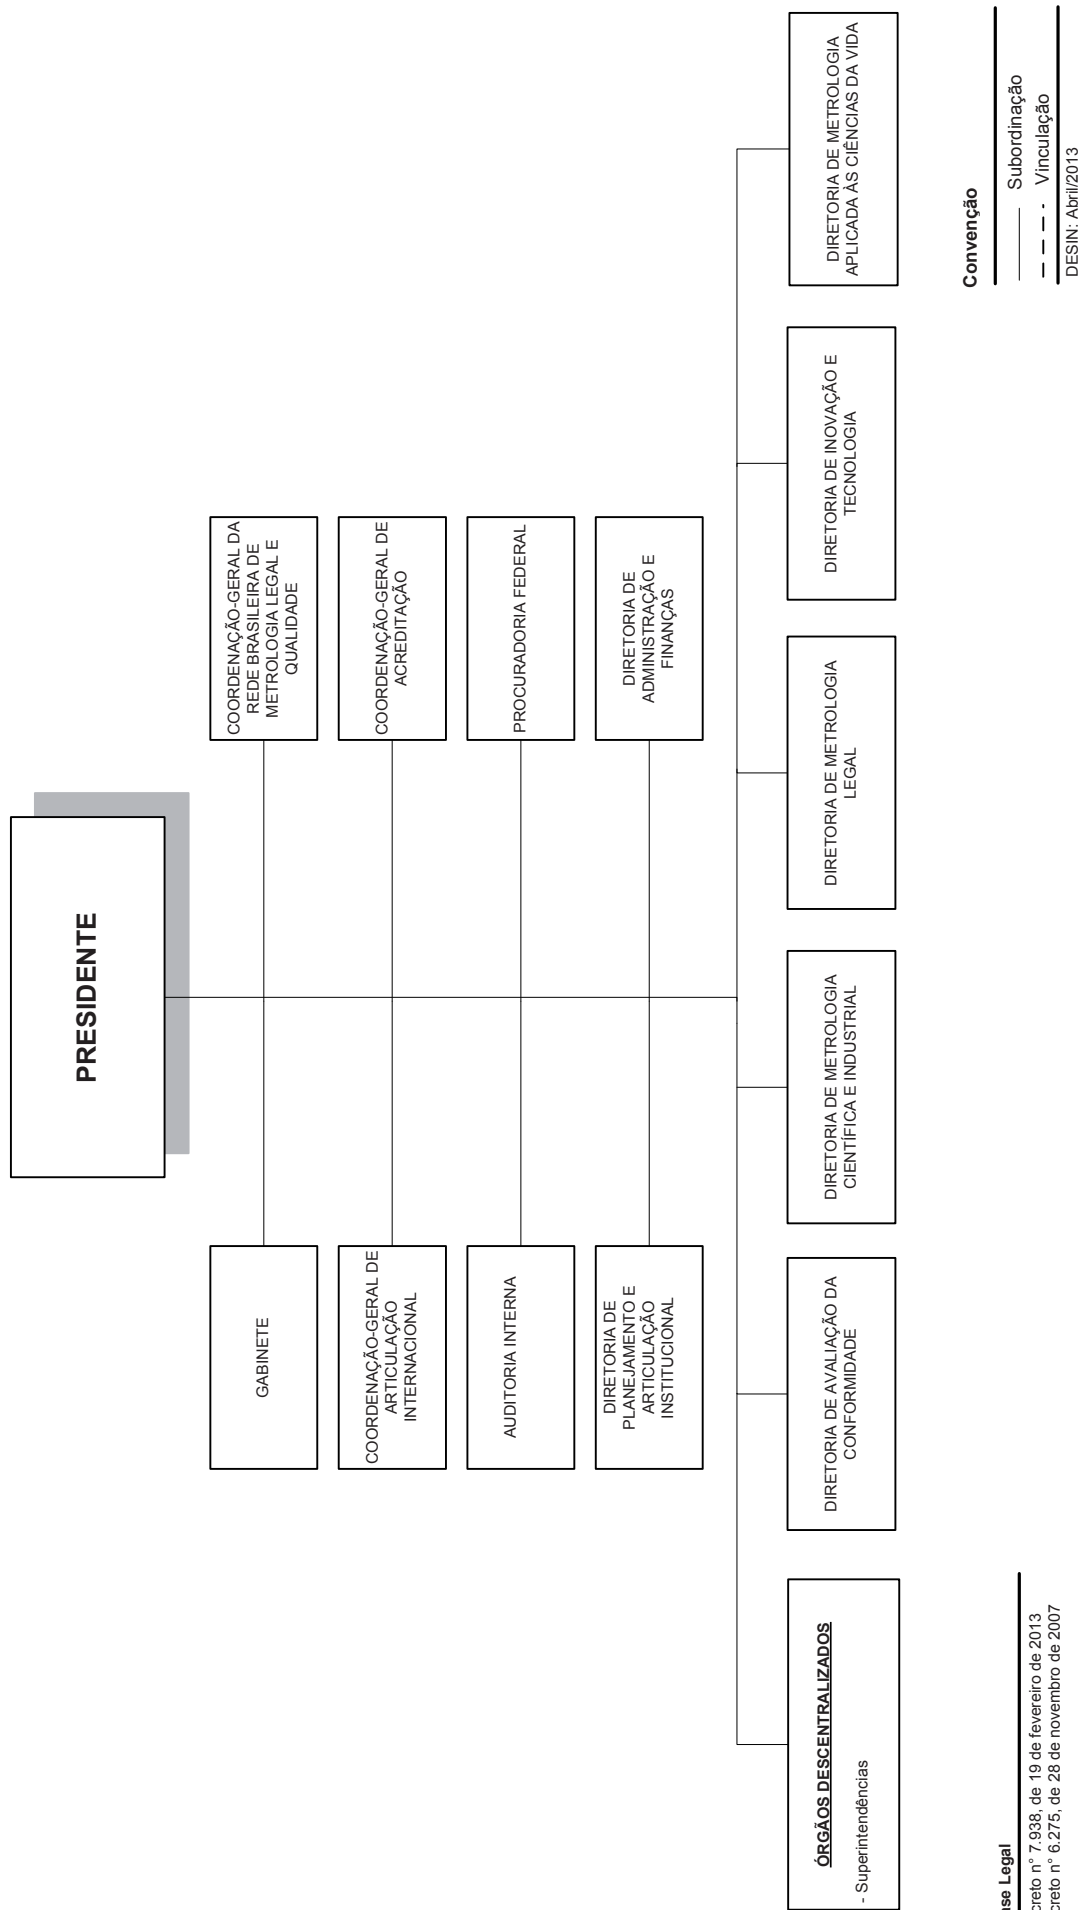 PRESIDENTE
GABINETE
COORDENAÇÃO-GERAL DA
REDE BRASILEIRA DE
METROLOGIA LEGAL E
QUALIDADE
COORDENAÇÃO-GERAL DE
ARTICULAÇÃO
INTERNACIONAL
COORDENAÇÃO-GERAL DE
ACREDITAÇÃO
AUDITORIA INTERNA
PROCURADORIA FEDERAL
DIRETORIA DE
PLANEJAMENTO E
ARTICULAÇÃO
INSTITUCIONAL
DIRETORIA DE
ADMINISTRAÇÃO E
FINANÇAS
ÓRGÃOS DESCENTRALIZADOS
- Superintendências
DIRETORIA DE AVALIAÇÃO DA
CONFORMIDADE
DIRETORIA DE METROLOGIA
CIENTÍFICA E INDUSTRIAL
DIRETORIA DE METROLOGIA
LEGAL
DIRETORIA DE INOVAÇÃO E
TECNOLOGIA
DIRETORIA DE METROLOGIA
APLICADA ÀS CIÊNCIAS DA VIDA
Legal
n° 7.938, de 19 de fevereiro de 2013
n° 6.275, de 28 de novembro de 2007
Convenção
Subordinação
Vinculação
DESIN: Abril/2013